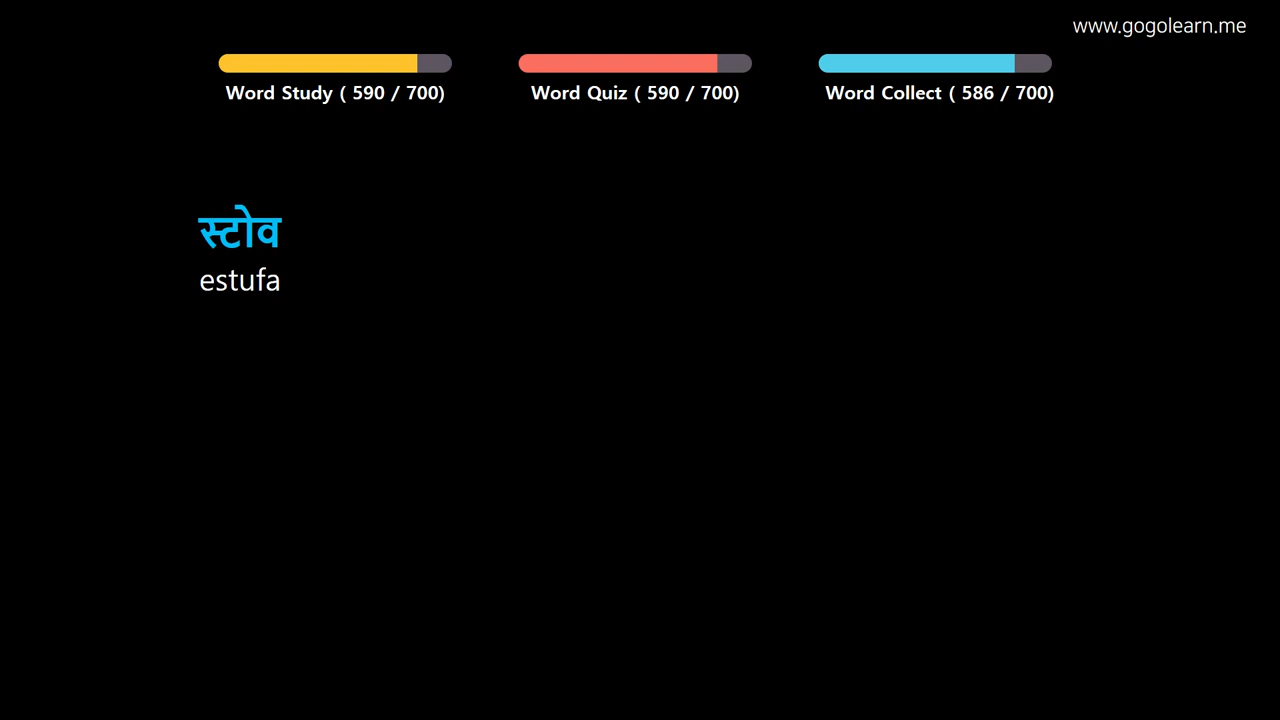 www.gogolearn.me
Word Study ( 590 / 700)
Word Quiz ( 590 / 700)
Word Collect ( 586 / 700)
स्टोव
estufa